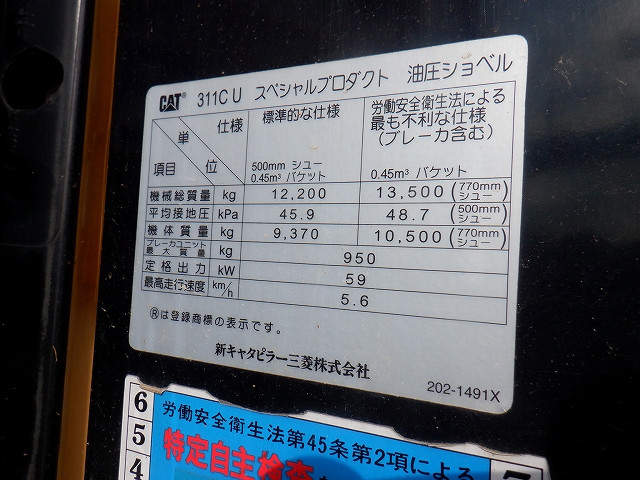 CAT® 311C U スペシャルプロダクト 油圧ショベル
単位 仕様 項目
標準的な仕様
500mm シュー
0.45m³ バケット
労働安全衛生法による
最も不利な仕様
(ブレーカ含む)
0.45m³ バケット
機械総質量 kg 12,200 13,500 (770mm シュー)
平均接地圧 kPa 45.9 48.7 (500mm シュー)
機体質量 kg 9,370 10,500 (770mm シュー)
ブレーカユニット最大質量 kg 950
定格出力 kW 59
最高走行速度 km/h 5.6
®は登録商標の表示です。
新キャタピラー三菱株式会社
202-1491X
6
5
4
労働安全衛生法第45条第2項による
特定自主検査